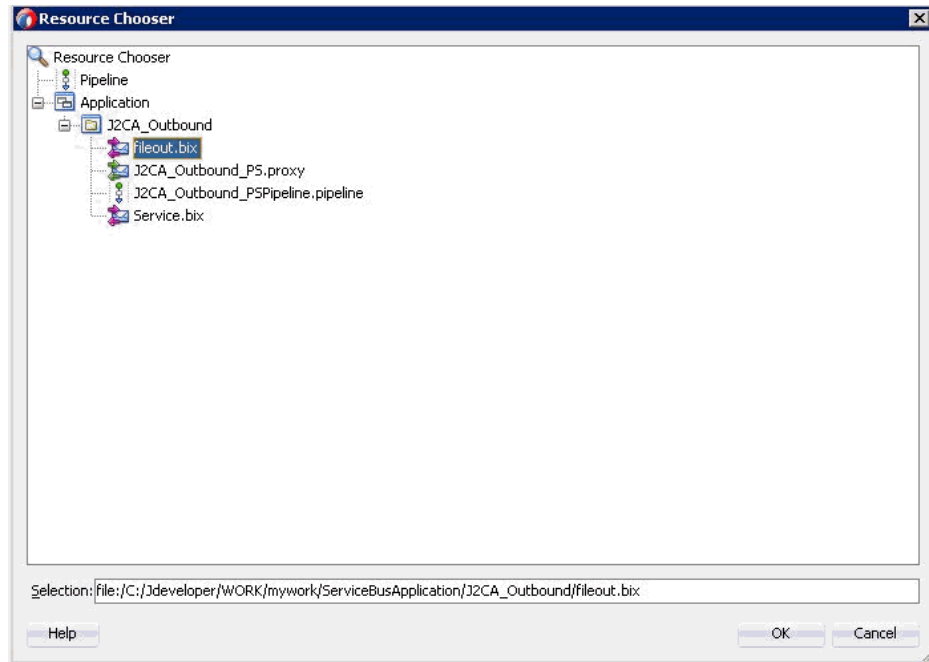 Resource Chooser
Resource Chooser
Pipeline
Application
J2CA_Outbound
fileout.bix
J2CA_Outbound_PS.proxy
J2CA_Outbound_PSPipeline.pipeline
Service.bix
Selection: file:/C:/Jdeveloper/WORK/mywork/ServiceBusApplication/J2CA_Outbound/fileout.bix
Help OK Cancel